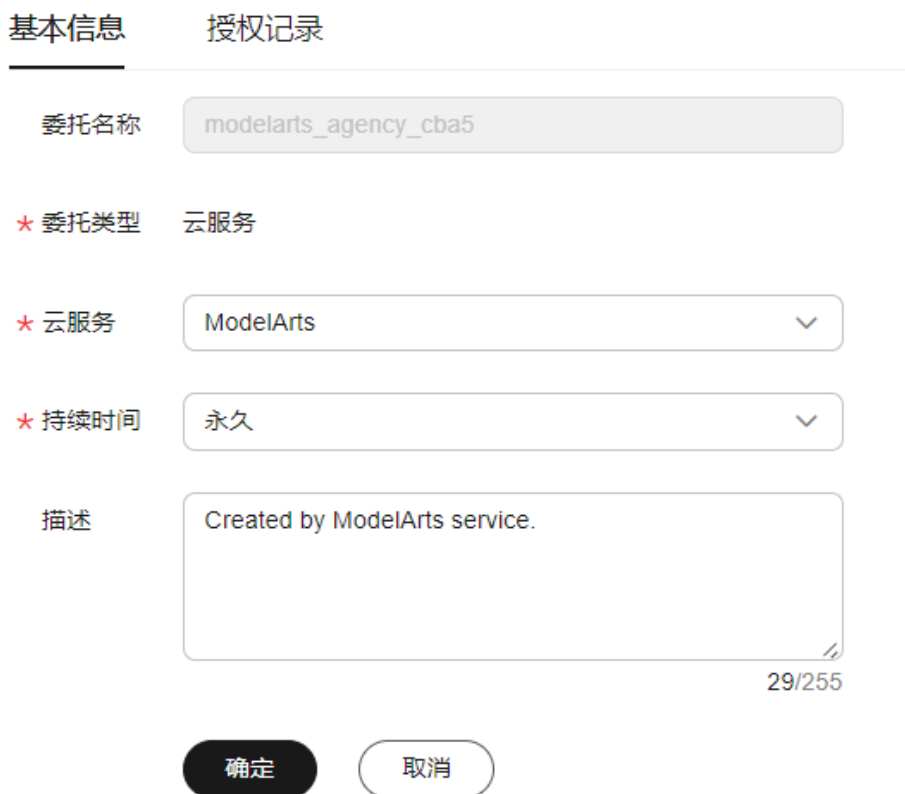 基本信息 授权记录
委托名称 modelarts_agency_cba5
* 委托类型 云服务
* 云服务 ModelArts
* 持续时间 永久
描述 Created by ModelArts service.
29/255
确定 取消